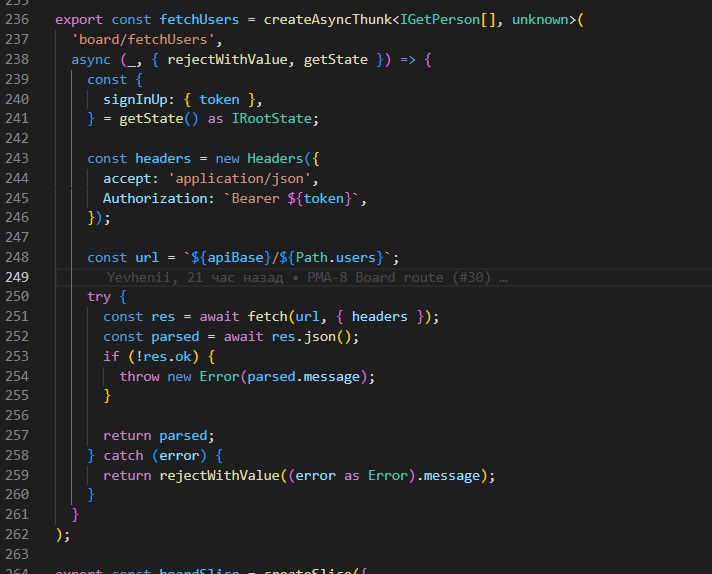 236 export const fetchUsers = createAsyncThunk<IGetPerson[], unknown>(
237 'board/fetchUsers',
238 async (_, { rejectWithValue, getState }) => {
239 const {
240 signInUp: { token },
241 } = getState() as IRootState;
242
243 const headers = new Headers({
244 accept: 'application/json',
245 Authorization: `Bearer ${token}`,
246 });
247
248 const url = `${apiBase}/${Path.users}`;
249 Yevhenii, 21 час назад • PMA-8 Board route (#30) …
250 try {
251 const res = await fetch(url, { headers });
252 const parsed = await res.json();
253 if (!res.ok) {
254 throw new Error(parsed.message);
255 }
256
257 return parsed;
258 } catch (error) {
259 return rejectWithValue((error as Error).message);
260 }
261 }
262 );
263
264 export const boardSlice = createSlice({